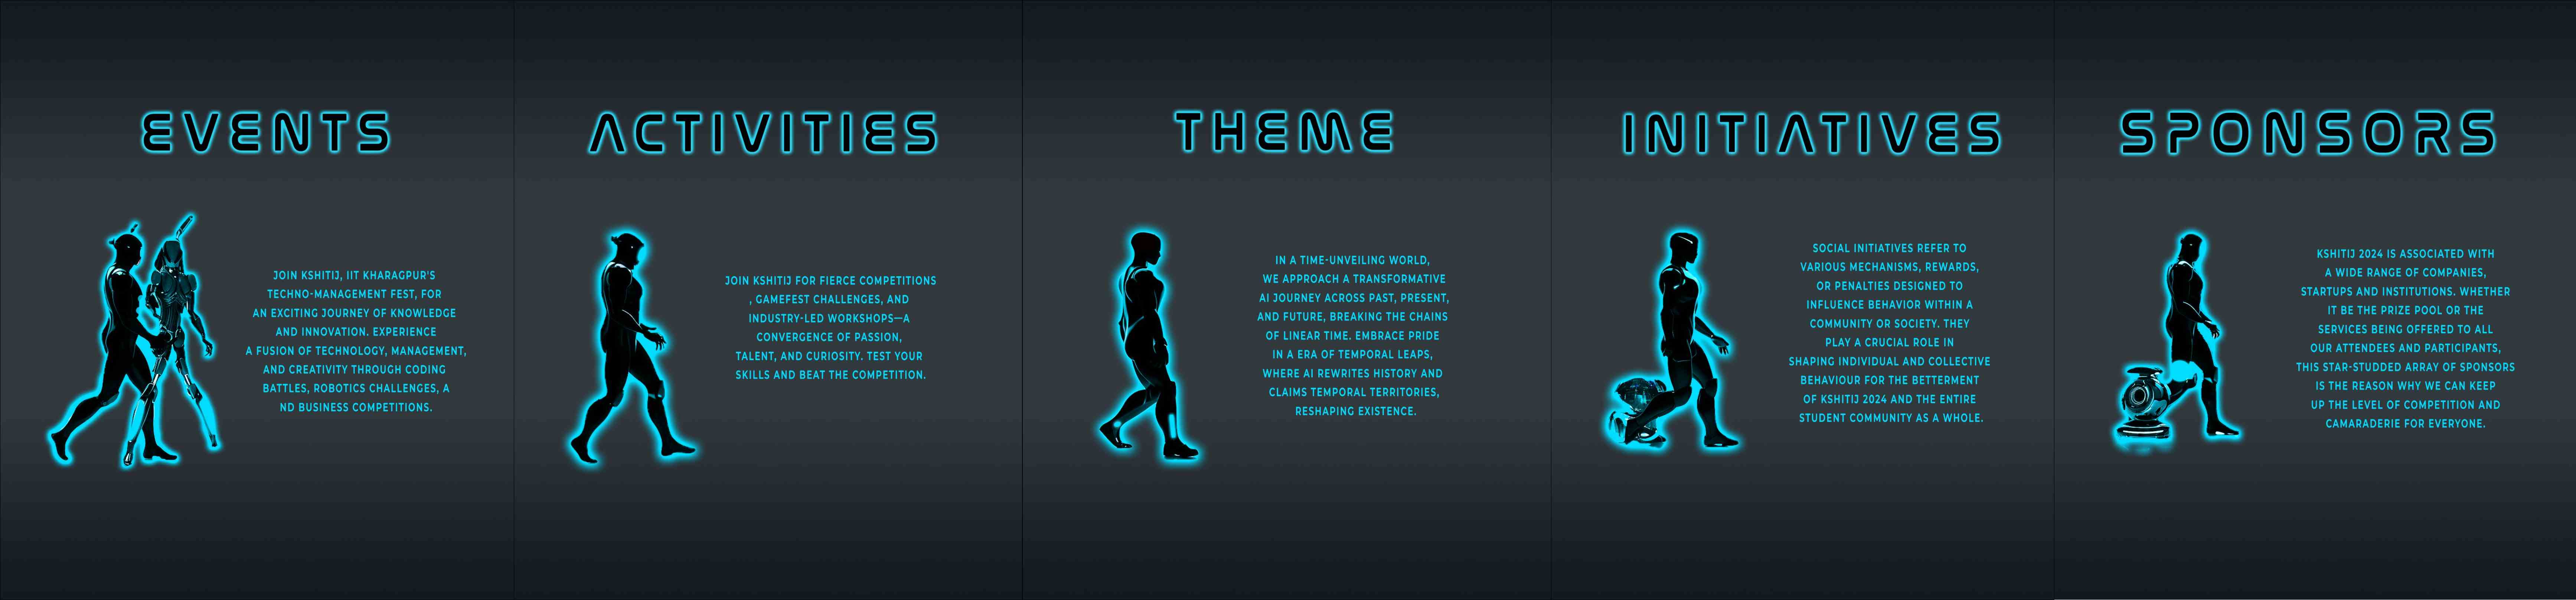 EVENTS
JOIN KSHITIJ, IIT KHARAGPUR'S
TECHNO-MANAGEMENT FEST, FOR
AN EXCITING JOURNEY OF KNOWLEDGE
AND INNOVATION. EXPERIENCE
A FUSION OF TECHNOLOGY, MANAGEMENT,
AND CREATIVITY THROUGH CODING
BATTLES, ROBOTICS CHALLENGES, A
ND BUSINESS COMPETITIONS.
ACTIVITIES
JOIN KSHITIJ FOR FIERCE COMPETITIONS
, GAMEFEST CHALLENGES, AND
INDUSTRY-LED WORKSHOPS—A
CONVERGENCE OF PASSION,
TALENT, AND CURIOSITY. TEST YOUR
SKILLS AND BEAT THE COMPETITION.
THEME
IN A TIME-UNVEILING WORLD,
WE APPROACH A TRANSFORMATIVE
AI JOURNEY ACROSS PAST, PRESENT,
AND FUTURE, BREAKING THE CHAINS
OF LINEAR TIME. EMBRACE PRIDE
IN A ERA OF TEMPORAL LEAPS,
WHERE AI REWRITES HISTORY AND
CLAIMS TEMPORAL TERRITORIES,
RESHAPING EXISTENCE.
INITIATIVES
SOCIAL INITIATIVES REFER TO
VARIOUS MECHANISMS, REWARDS,
OR PENALTIES DESIGNED TO
INFLUENCE BEHAVIOR WITHIN A
COMMUNITY OR SOCIETY. THEY
PLAY A CRUCIAL ROLE IN
SHAPING INDIVIDUAL AND COLLECTIVE
BEHAVIOUR FOR THE BETTERMENT
OF KSHITIJ 2024 AND THE ENTIRE
STUDENT COMMUNITY AS A WHOLE.
SPONSORS
KSHITIJ 2024 IS ASSOCIATED WITH
A WIDE RANGE OF COMPANIES,
STARTUPS AND INSTITUTIONS. WHETHER
IT BE THE PRIZE POOL OR THE
SERVICES BEING OFFERED TO ALL
OUR ATTENDEES AND PARTICIPANTS,
THIS STAR-STUDDED ARRAY OF SPONSORS
IS THE REASON WHY WE CAN KEEP
UP THE LEVEL OF COMPETITION AND
CAMARADERIE FOR EVERYONE.